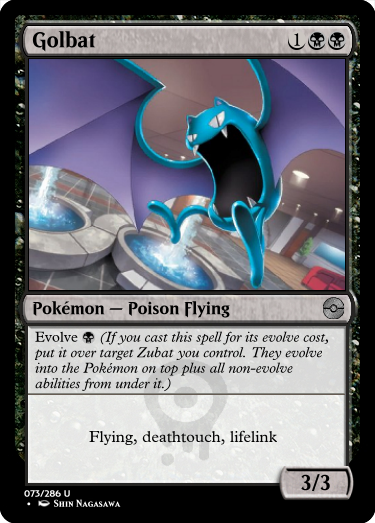 Golbat 1
Pokémon — Poison Flying
Evolve (If you cast this spell for its evolve cost,
put it over target Zubat you control. They evolve
into the Pokémon on top plus all non-evolve
abilities from under it.)
Flying, deathtouch, lifelink
3/3
073/286 U
• Shin Nagasawa